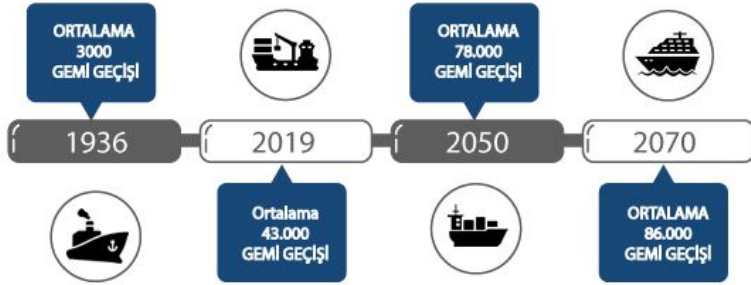 ORTALAMA
3000
GEMİ GEÇİŞİ
ORTALAMA
78.000
GEMİ GEÇİŞİ
1936
2019
2050
2070
Ortalama
43.000
GEMİ GEÇİŞİ
ORTALAMA
86.000
GEMİ GEÇİŞİ